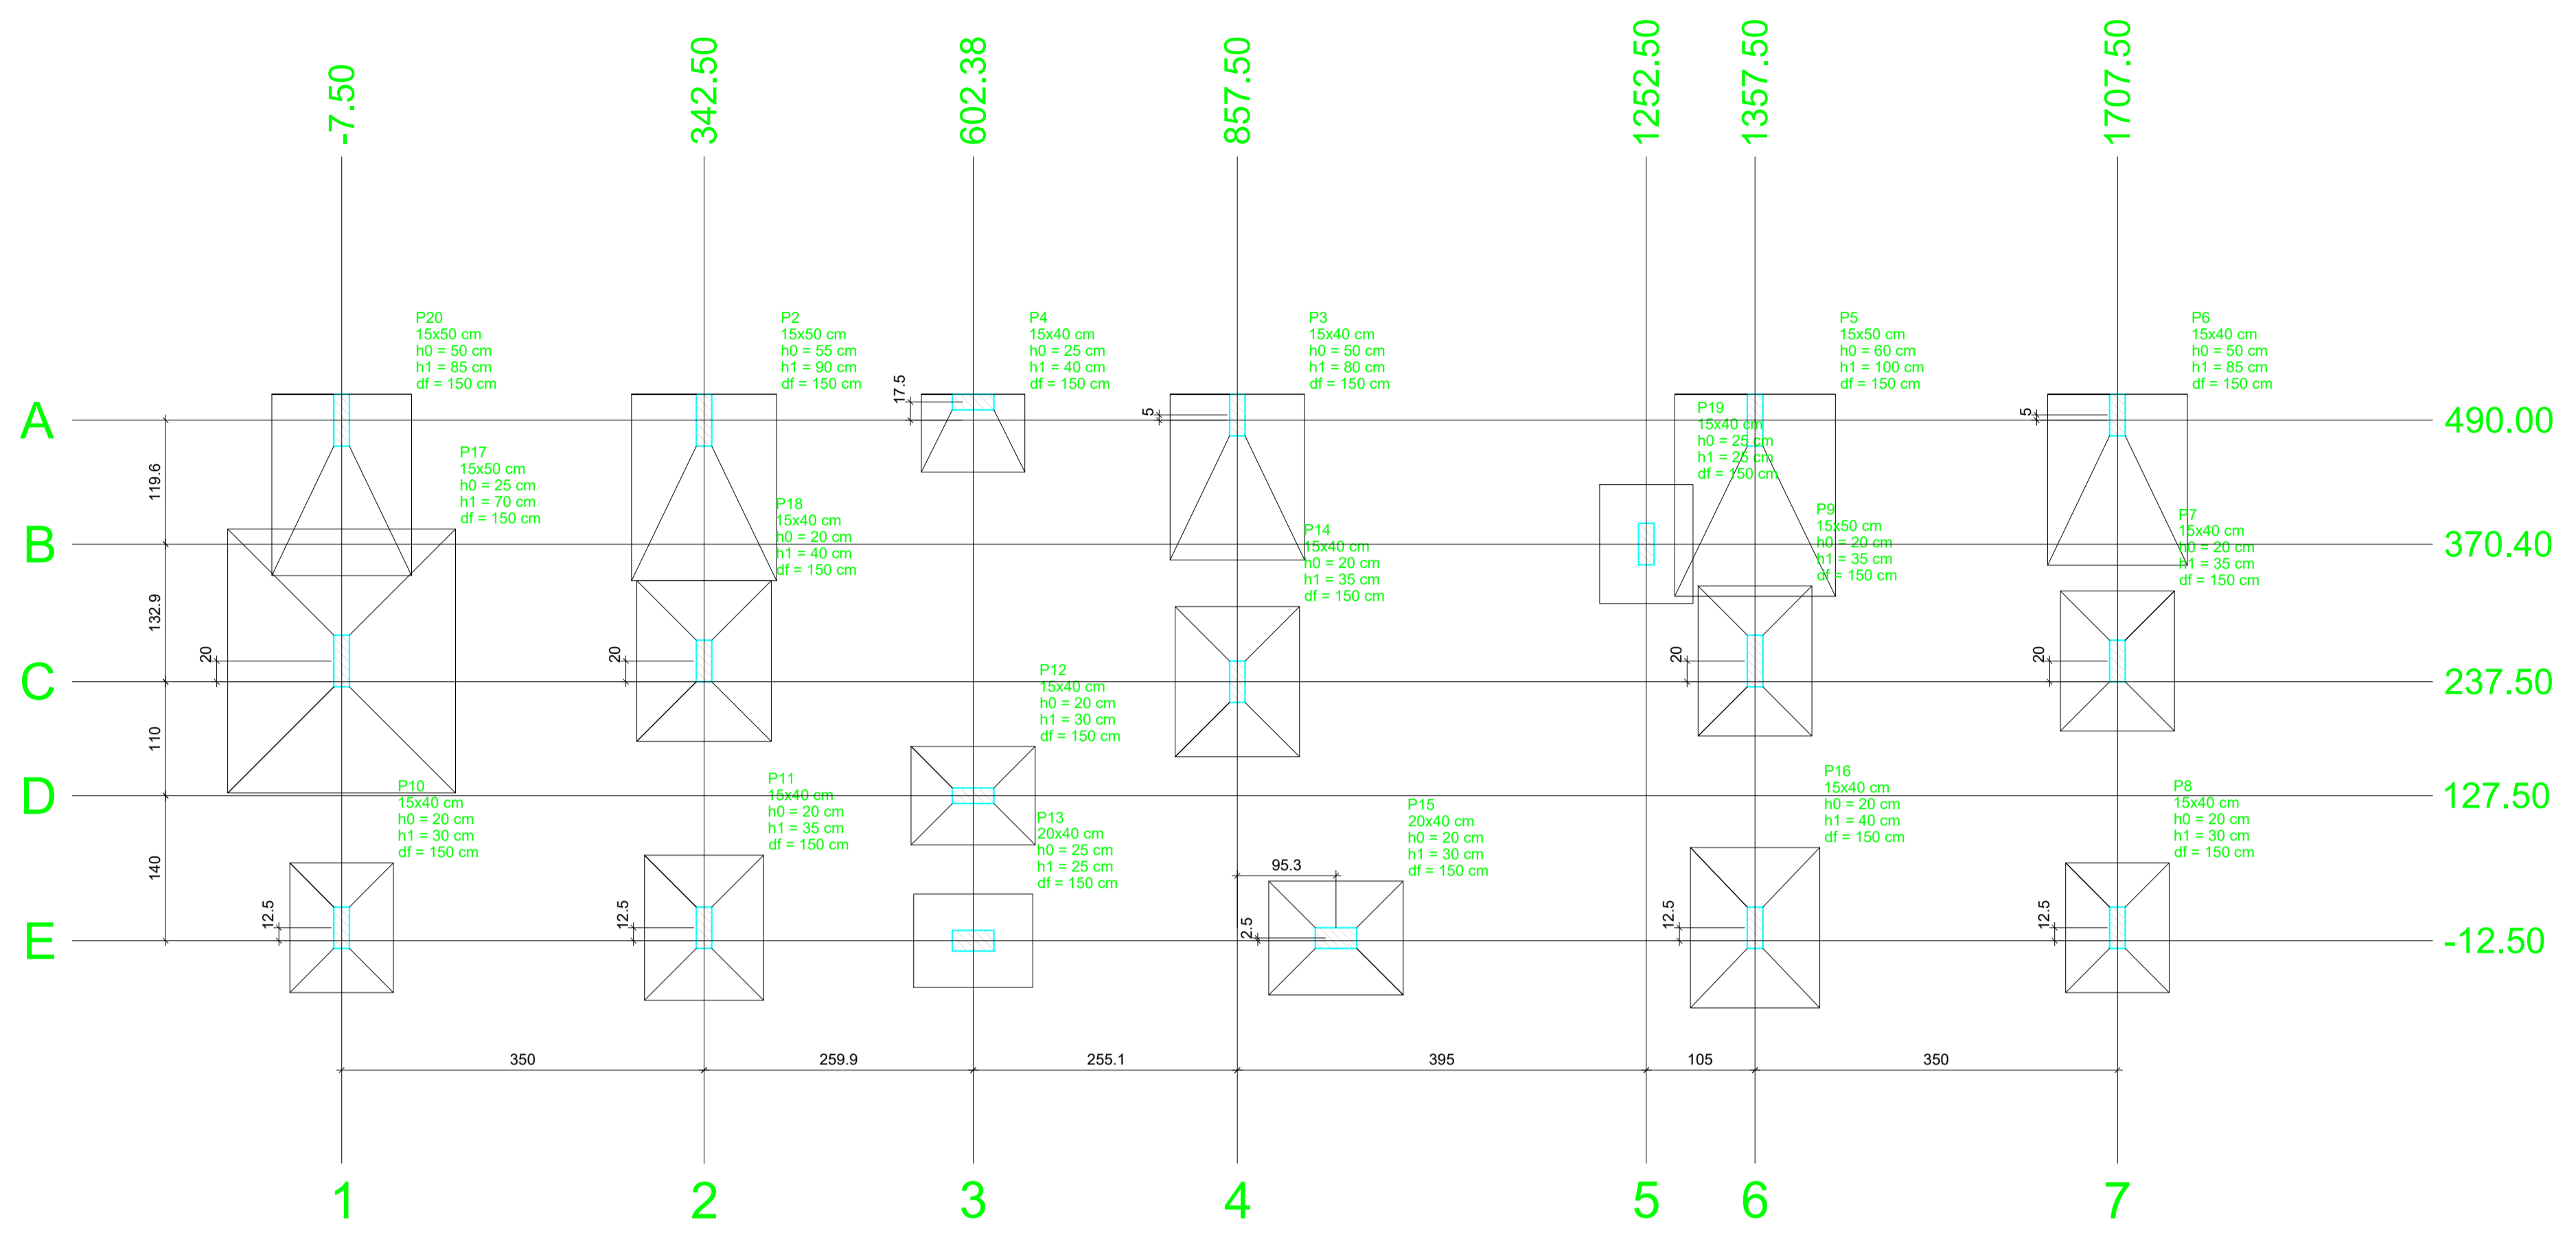 -7.50
342.50
602.38
857.50
1252.50
1357.50
1707.50
P20
15x50 cm
h0 = 50 cm
h1 = 85 cm
df = 150 cm
P2
15x50 cm
h0 = 55 cm
h1 = 90 cm
df = 150 cm
P4
15x40 cm
h0 = 25 cm
h1 = 40 cm
df = 150 cm
P3
15x40 cm
h0 = 50 cm
h1 = 80 cm
df = 150 cm
P5
15x50 cm
h0 = 60 cm
h1 = 100 cm
df = 150 cm
P6
15x40 cm
h0 = 50 cm
h1 = 85 cm
df = 150 cm
17.5
5
5
A
490.00
P19
15x40 cm
h0 = 25 cm
h1 = 25 cm
df = 150 cm
119.6
P17
15x50 cm
h0 = 25 cm
h1 = 70 cm
df = 150 cm
P18
15x40 cm
h0 = 20 cm
h1 = 40 cm
df = 150 cm
P14
15x40 cm
h0 = 20 cm
h1 = 35 cm
df = 150 cm
P9
15x50 cm
h0 = 20 cm
h1 = 35 cm
df = 150 cm
P7
15x40 cm
h0 = 20 cm
h1 = 35 cm
df = 150 cm
B
370.40
132.9
20
20
20
20
C
237.50
P12
15x40 cm
h0 = 20 cm
h1 = 30 cm
df = 150 cm
110
D
127.50
P10
15x40 cm
h0 = 20 cm
h1 = 30 cm
df = 150 cm
P11
15x40 cm
h0 = 20 cm
h1 = 35 cm
df = 150 cm
P13
20x40 cm
h0 = 25 cm
h1 = 25 cm
df = 150 cm
P15
20x40 cm
h0 = 20 cm
h1 = 30 cm
df = 150 cm
P16
15x40 cm
h0 = 20 cm
h1 = 40 cm
df = 150 cm
P8
15x40 cm
h0 = 20 cm
h1 = 30 cm
df = 150 cm
140
95.3
12.5
12.5
2.5
12.5
12.5
E
-12.50
350
259.9
255.1
395
105
350
1
2
3
4
5
6
7